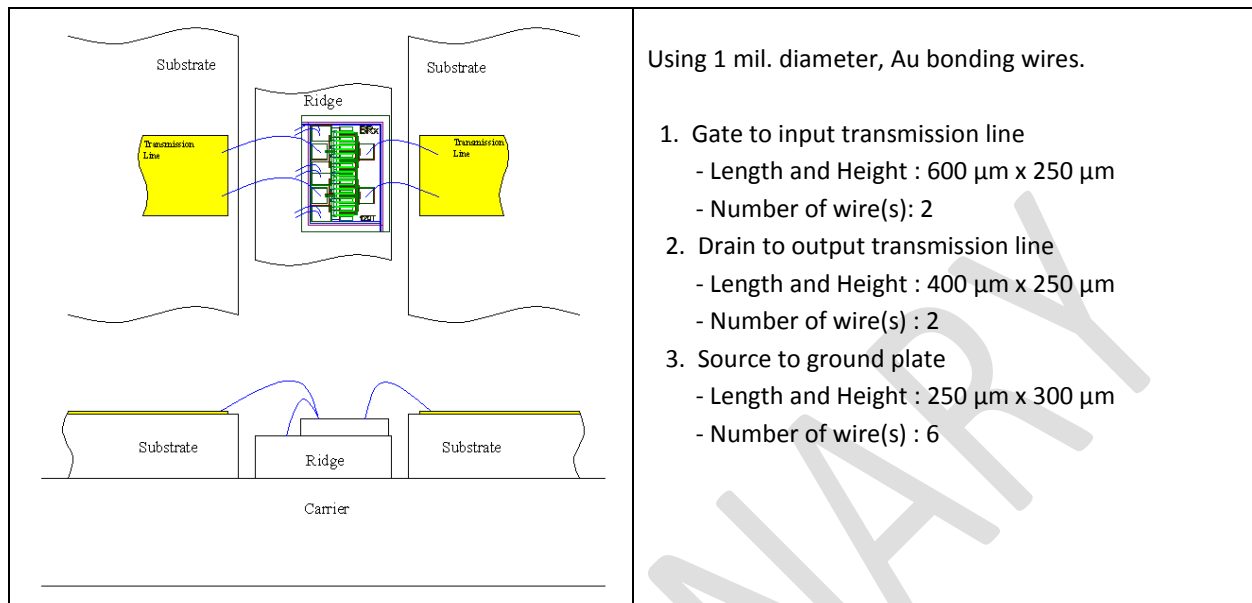 Substrate
Substrate
Ridge
Transmission
Line
Transmission
Line
Substrate
Ridge
Substrate
Carrier
Using 1 mil. diameter, Au bonding wires.
1. Gate to input transmission line
- Length and Height : 600 µm x 250 µm
- Number of wire(s): 2
2. Drain to output transmission line
- Length and Height : 400 µm x 250 µm
- Number of wire(s) : 2
3. Source to ground plate
- Length and Height : 250 µm x 300 µm
- Number of wire(s) : 6
NARY